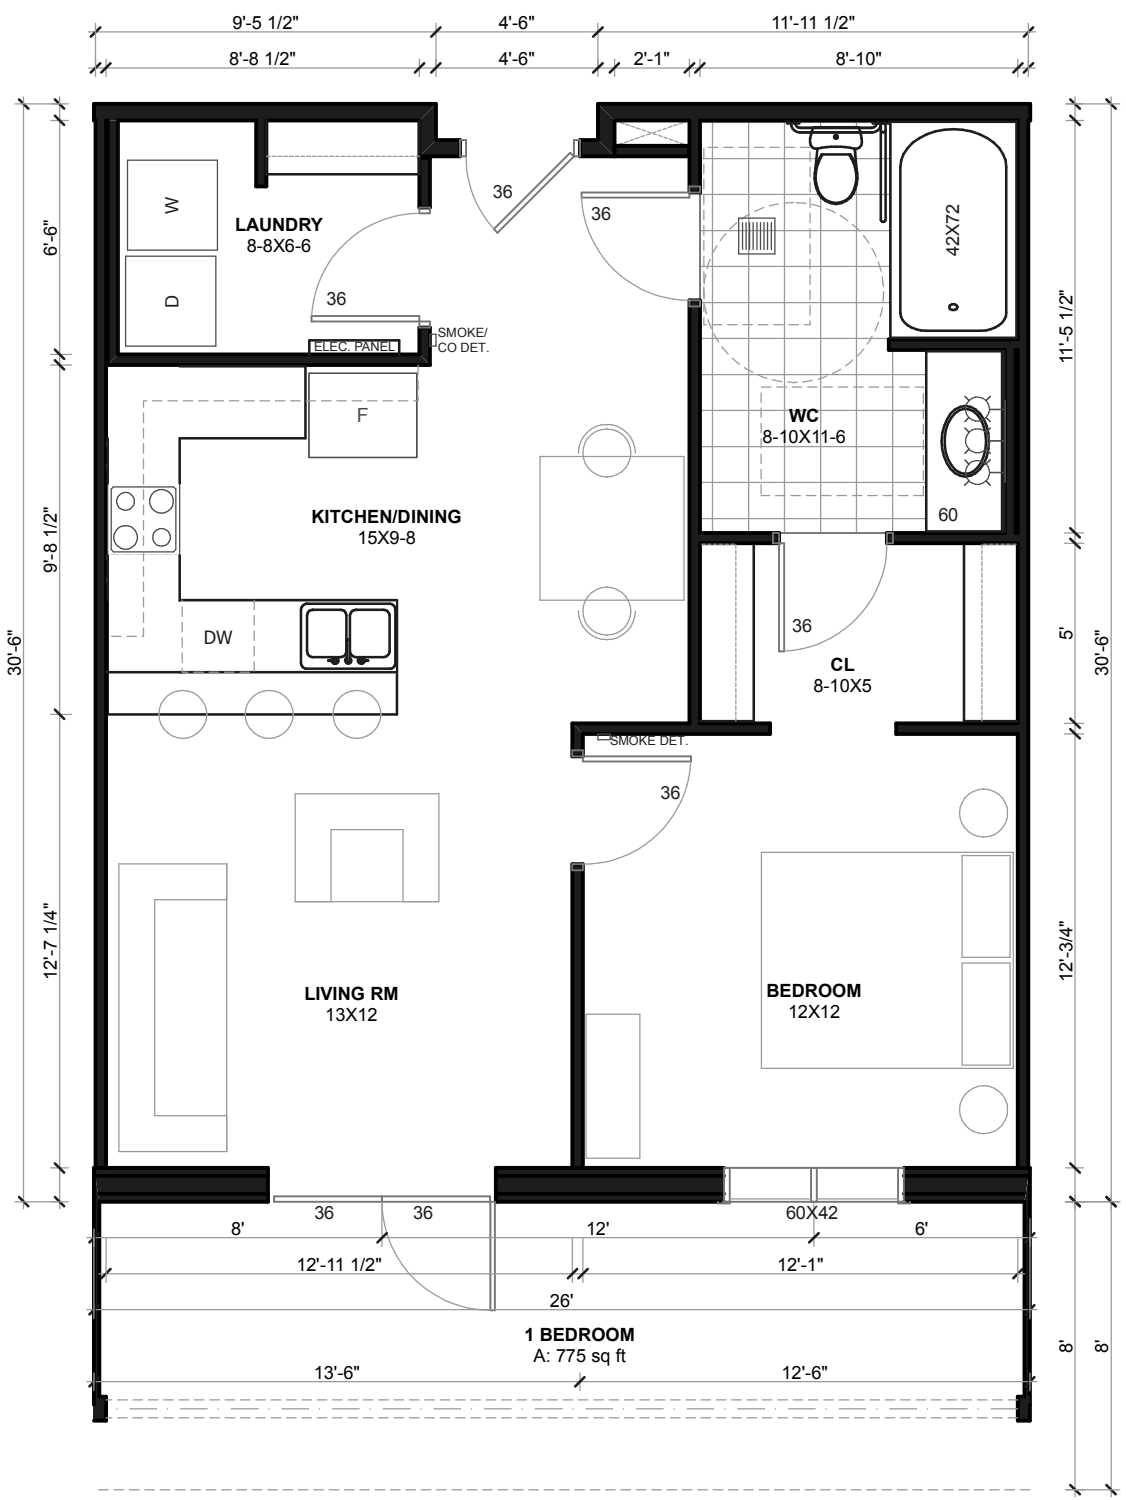 9'-5 1/2" 4'-6" 11'-11 1/2"
8'-8 1/2" 4'-6" 2'-1" 8'-10"
W
D
LAUNDRY
8-8X6-6
36
ELEC. PANEL
SMOKE/
CO DET.
36
36
42X72
WC
8-10X11-6
60
6'-6"
11'-5 1/2"
F
KITCHEN/DINING
15X9-8
DW
9'-8 1/2"
30'-6"
36
CL
8-10X5
5'
30'-6"
SMOKE DET.
36
12'-7 1/4"
12'-3/4"
LIVING RM
13X12
BEDROOM
12X12
36 36 60X42
8' 12' 6'
12'-11 1/2" 12'-1"
26'
1 BEDROOM
A: 775 sq ft
13'-6" 12'-6"
8' 8'